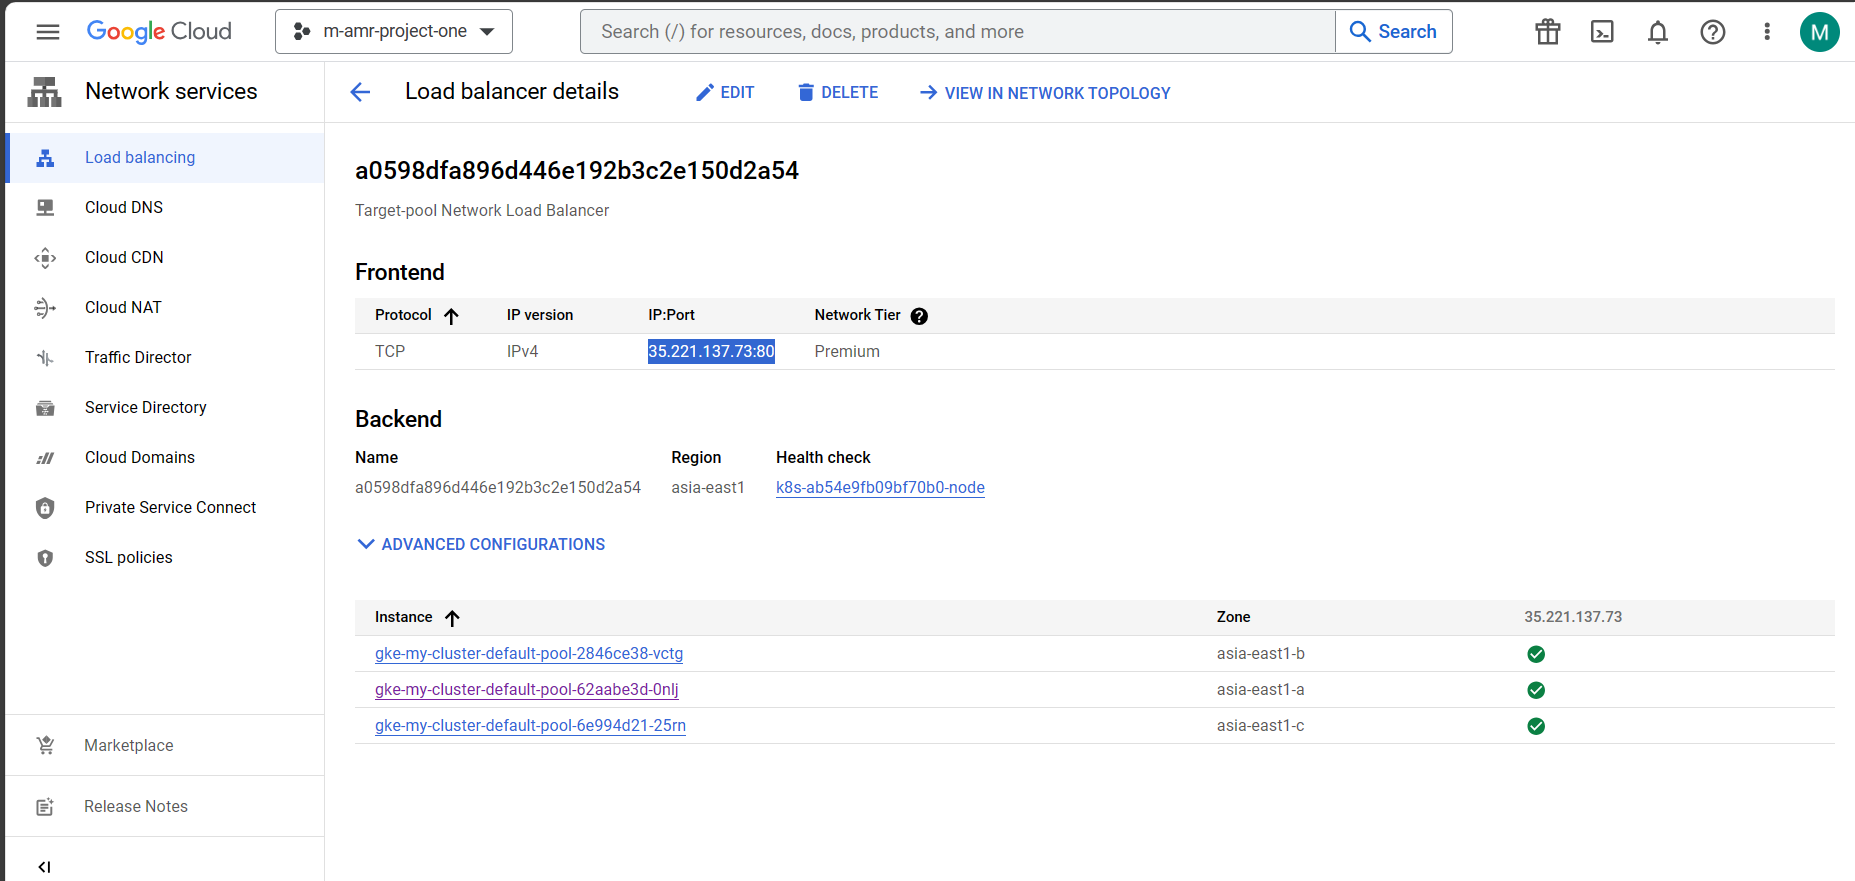 Google Cloud
m-amr-project-one
Search (/) for resources, docs, products, and more
Search
M
Network services
Load balancer details
EDIT
DELETE
VIEW IN NETWORK TOPOLOGY
Load balancing
Cloud DNS
Cloud CDN
Cloud NAT
Traffic Director
Service Directory
Cloud Domains
Private Service Connect
SSL policies
Marketplace
Release Notes
a0598dfa896d446e192b3c2e150d2a54
Target-pool Network Load Balancer
Frontend
Protocol IP version IP:Port Network Tier
TCP IPv4 35.221.137.73:80 Premium
Backend
Name Region Health check
a0598dfa896d446e192b3c2e150d2a54 asia-east1 k8s-ab54e9fb09bf70b0-node
ADVANCED CONFIGURATIONS
Instance Zone 35.221.137.73
gke-my-cluster-default-pool-2846ce38-vctg asia-east1-b
gke-my-cluster-default-pool-62aabe3d-0nlj asia-east1-a
gke-my-cluster-default-pool-6e994d21-25rn asia-east1-c